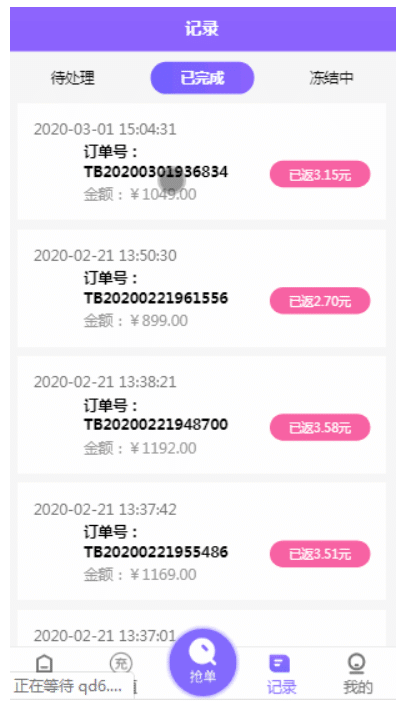 记录
待处理 已完成 冻结中
2020-03-01 15:04:31
订单号：
TB20200301936834
已返3.15元
金额：￥1049.00
2020-02-21 13:50:30
订单号：
TB20200221961556
已返2.70元
金额：￥899.00
2020-02-21 13:38:21
订单号：
TB20200221948700
已返3.58元
金额：￥1192.00
2020-02-21 13:37:42
订单号：
TB20200221955486
已返3.51元
金额：￥1169.00
2020-02-21 13:37:01
充
抢单
正在等待 qd6....
记录 我的